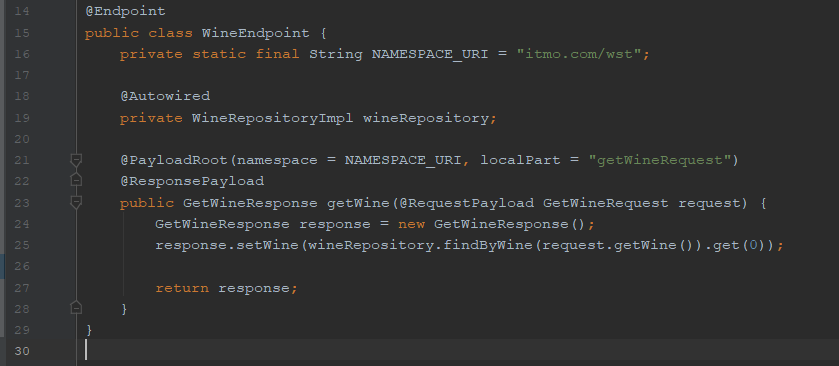 14 @Endpoint
15 public class WineEndpoint {
16 private static final String NAMESPACE_URI = "itmo.com/wst";
17
18 @Autowired
19 private WineRepositoryImpl wineRepository;
20
21 @PayloadRoot(namespace = NAMESPACE_URI, localPart = "getWineRequest")
22 @ResponsePayload
23 public GetWineResponse getWine(@RequestPayload GetWineRequest request) {
24 GetWineResponse response = new GetWineResponse();
25 response.setWine(wineRepository.findByWine(request.getWine()).get(0));
26
27 return response;
28 }
29 }
30